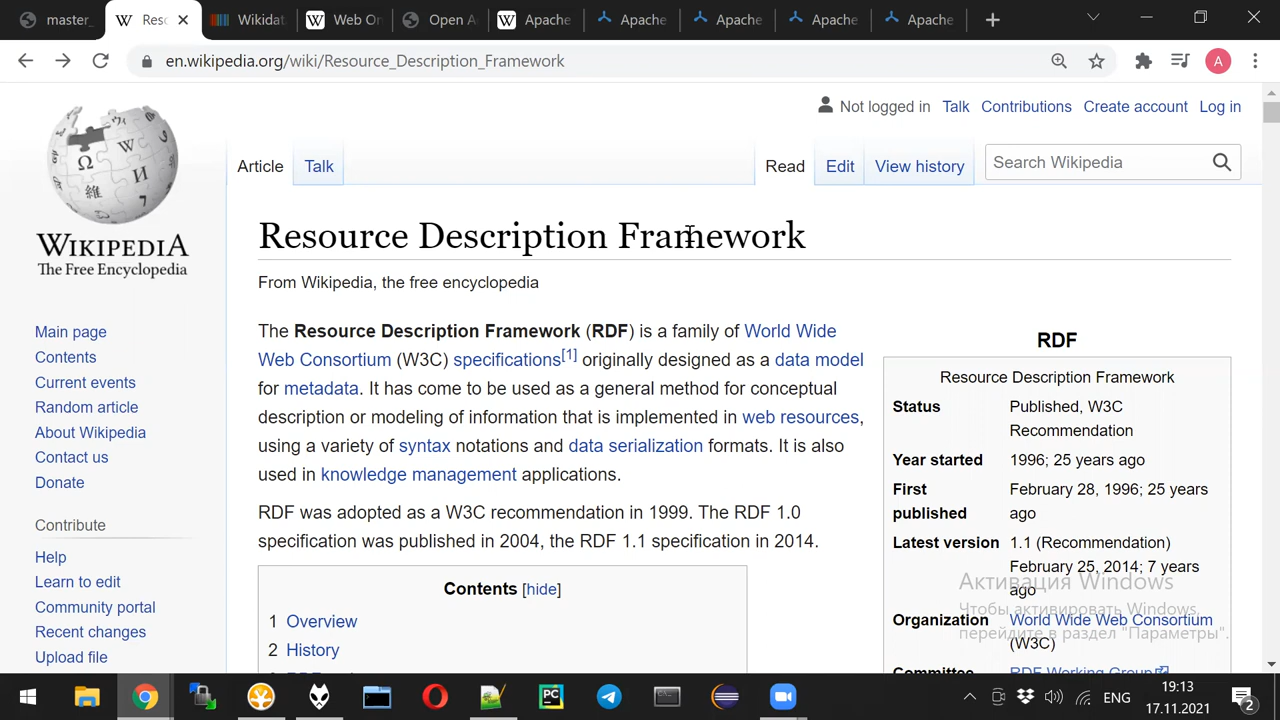 master_
Resc
Wikidat
Web On
Open A
Apache
Apache
Apache
Apache
Apache
en.wikipedia.org/wiki/Resource_Description_Framework
A
Not logged in Talk Contributions Create account Log in
Article Talk Read Edit View history Search Wikipedia
WIKIPEDIA
The Free Encyclopedia
Main page
Contents
Current events
Random article
About Wikipedia
Contact us
Donate
Contribute
Help
Learn to edit
Community portal
Recent changes
Upload file
Resource Description Framework
From Wikipedia, the free encyclopedia
The Resource Description Framework (RDF) is a family of World Wide
Web Consortium (W3C) specifications[1] originally designed as a data model
for metadata. It has come to be used as a general method for conceptual
description or modeling of information that is implemented in web resources,
using a variety of syntax notations and data serialization formats. It is also
used in knowledge management applications.
RDF was adopted as a W3C recommendation in 1999. The RDF 1.0
specification was published in 2004, the RDF 1.1 specification in 2014.
Contents [hide]
1 Overview
2 History
RDF
Resource Description Framework
Status Published, W3C
Recommendation
Year started 1996; 25 years ago
First February 28, 1996; 25 years
published ago
Latest version 1.1 (Recommendation)
February 25, 2014; 7 years
ago
Organization World Wide Web Consortium
(W3C)
Committee RDF Working Group
Активация Windows
Чтобы активировать Windows,
перейдите в раздел "Параметры".
PC
ENG
19:13
17.11.2021
2